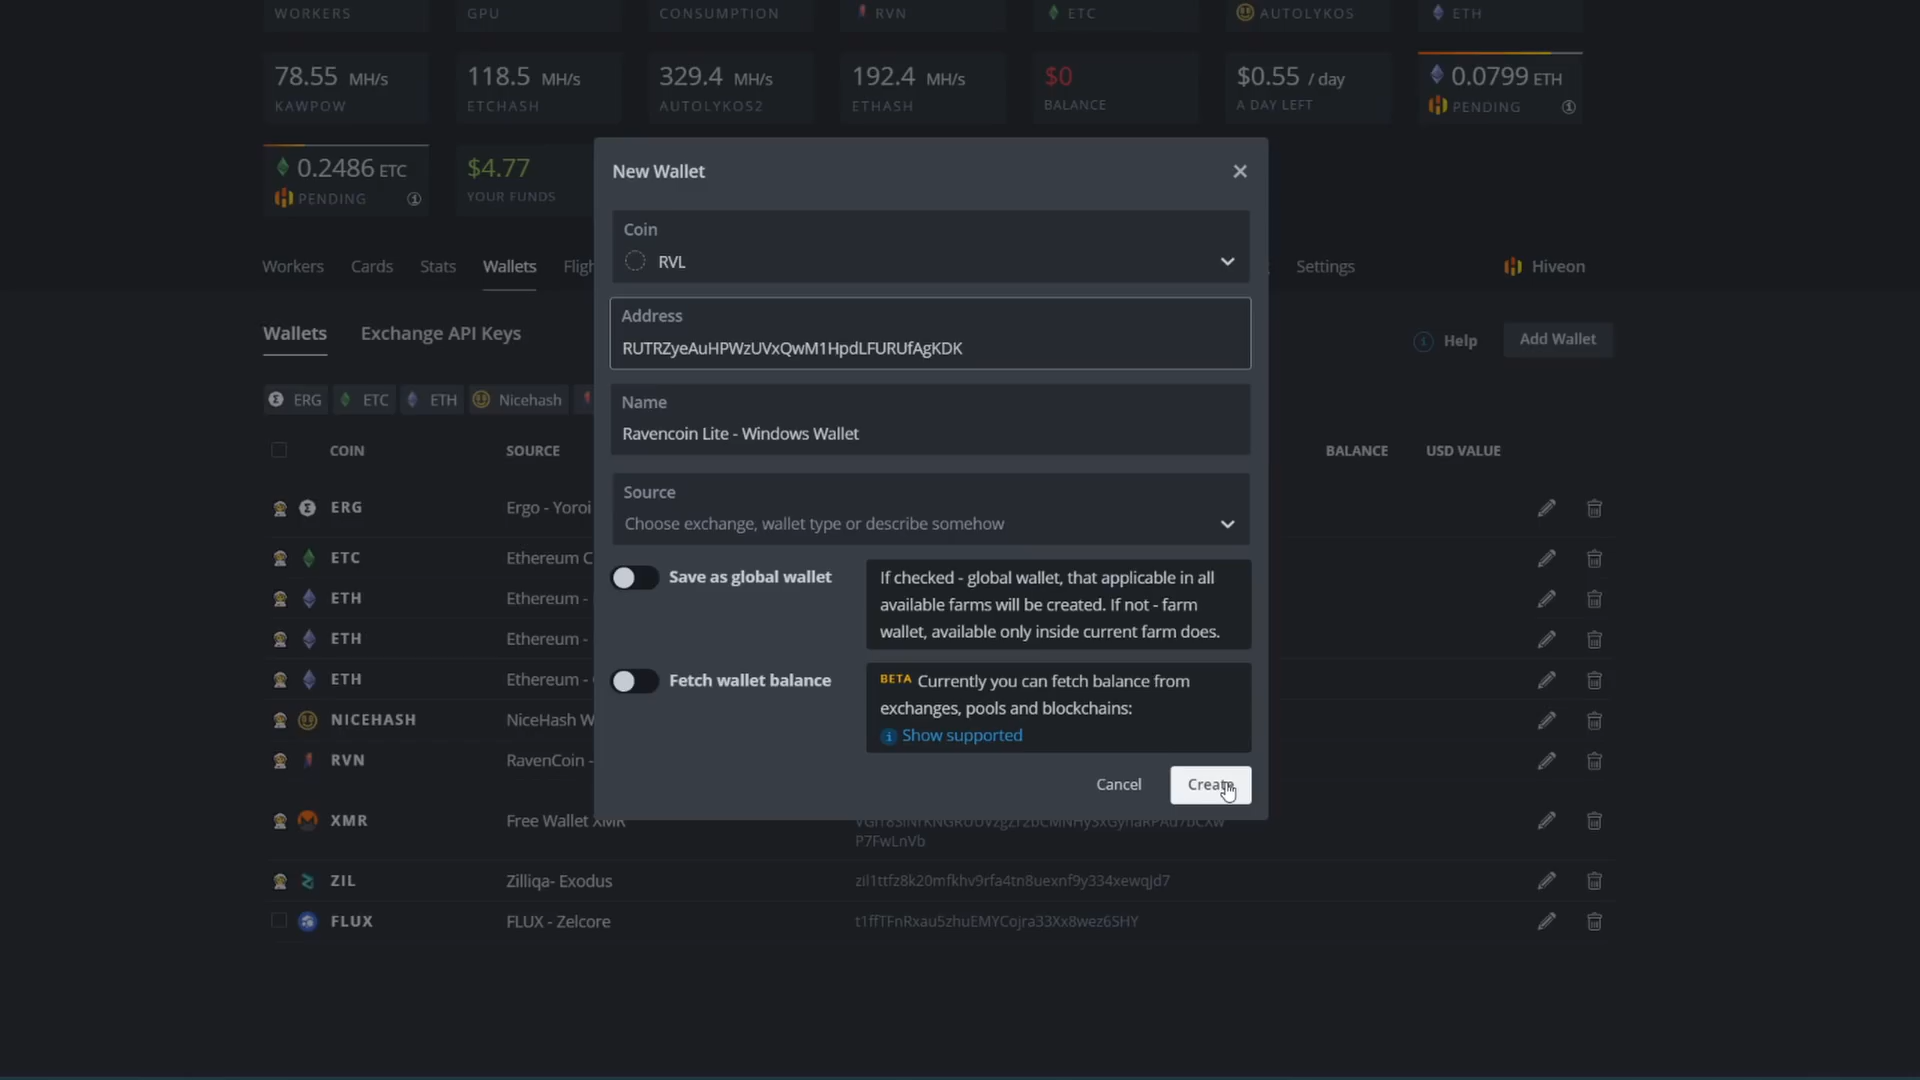 WORKERS GPU CONSUMPTION RVN ETC AUTOLYKOS ETH
78.55 MH/s 118.5 MH/s 329.4 MH/s 192.4 MH/s $0 $0.55 / day 0.0799 ETH
KAWPOW ETCHASH AUTOLYKOS2 ETHASH BALANCE A DAY LEFT PENDING
0.2486 ETC $4.77
PENDING YOUR FUNDS
New Wallet
Coin
RVL
Address
RUTRZyeAuHPWzUVxQwM1HpdLFURUfAgKDK
Name
Ravencoin Lite - Windows Wallet
Source
Choose exchange, wallet type or describe somehow
Save as global wallet
If checked - global wallet, that applicable in all
available farms will be created. If not - farm
wallet, available only inside current farm does.
Fetch wallet balance
BETA Currently you can fetch balance from
exchanges, pools and blockchains:
Show supported
Cancel Create
Workers Cards Stats Wallets Settings Hiveon
Wallets Exchange API Keys Help Add Wallet
ERG ETC ETH Nicehash
COIN SOURCE BALANCE USD VALUE
ERG Ergo - Yoroi
ETC Ethereum
ETH Ethereum -
ETH Ethereum -
ETH Ethereum -
NICEHASH NiceHash
RVN RavenCoin -
XMR Free Wallet XMR
P7FwLnVb
ZIL Zilliqa- Exodus zil1ttfz8k20mfkhv9rfa4tn8uexnf9y334xewqjd7
FLUX FLUX - Zelcore t1ffTFnRxau5zhuEMYCojra33Xx8wez6SHY